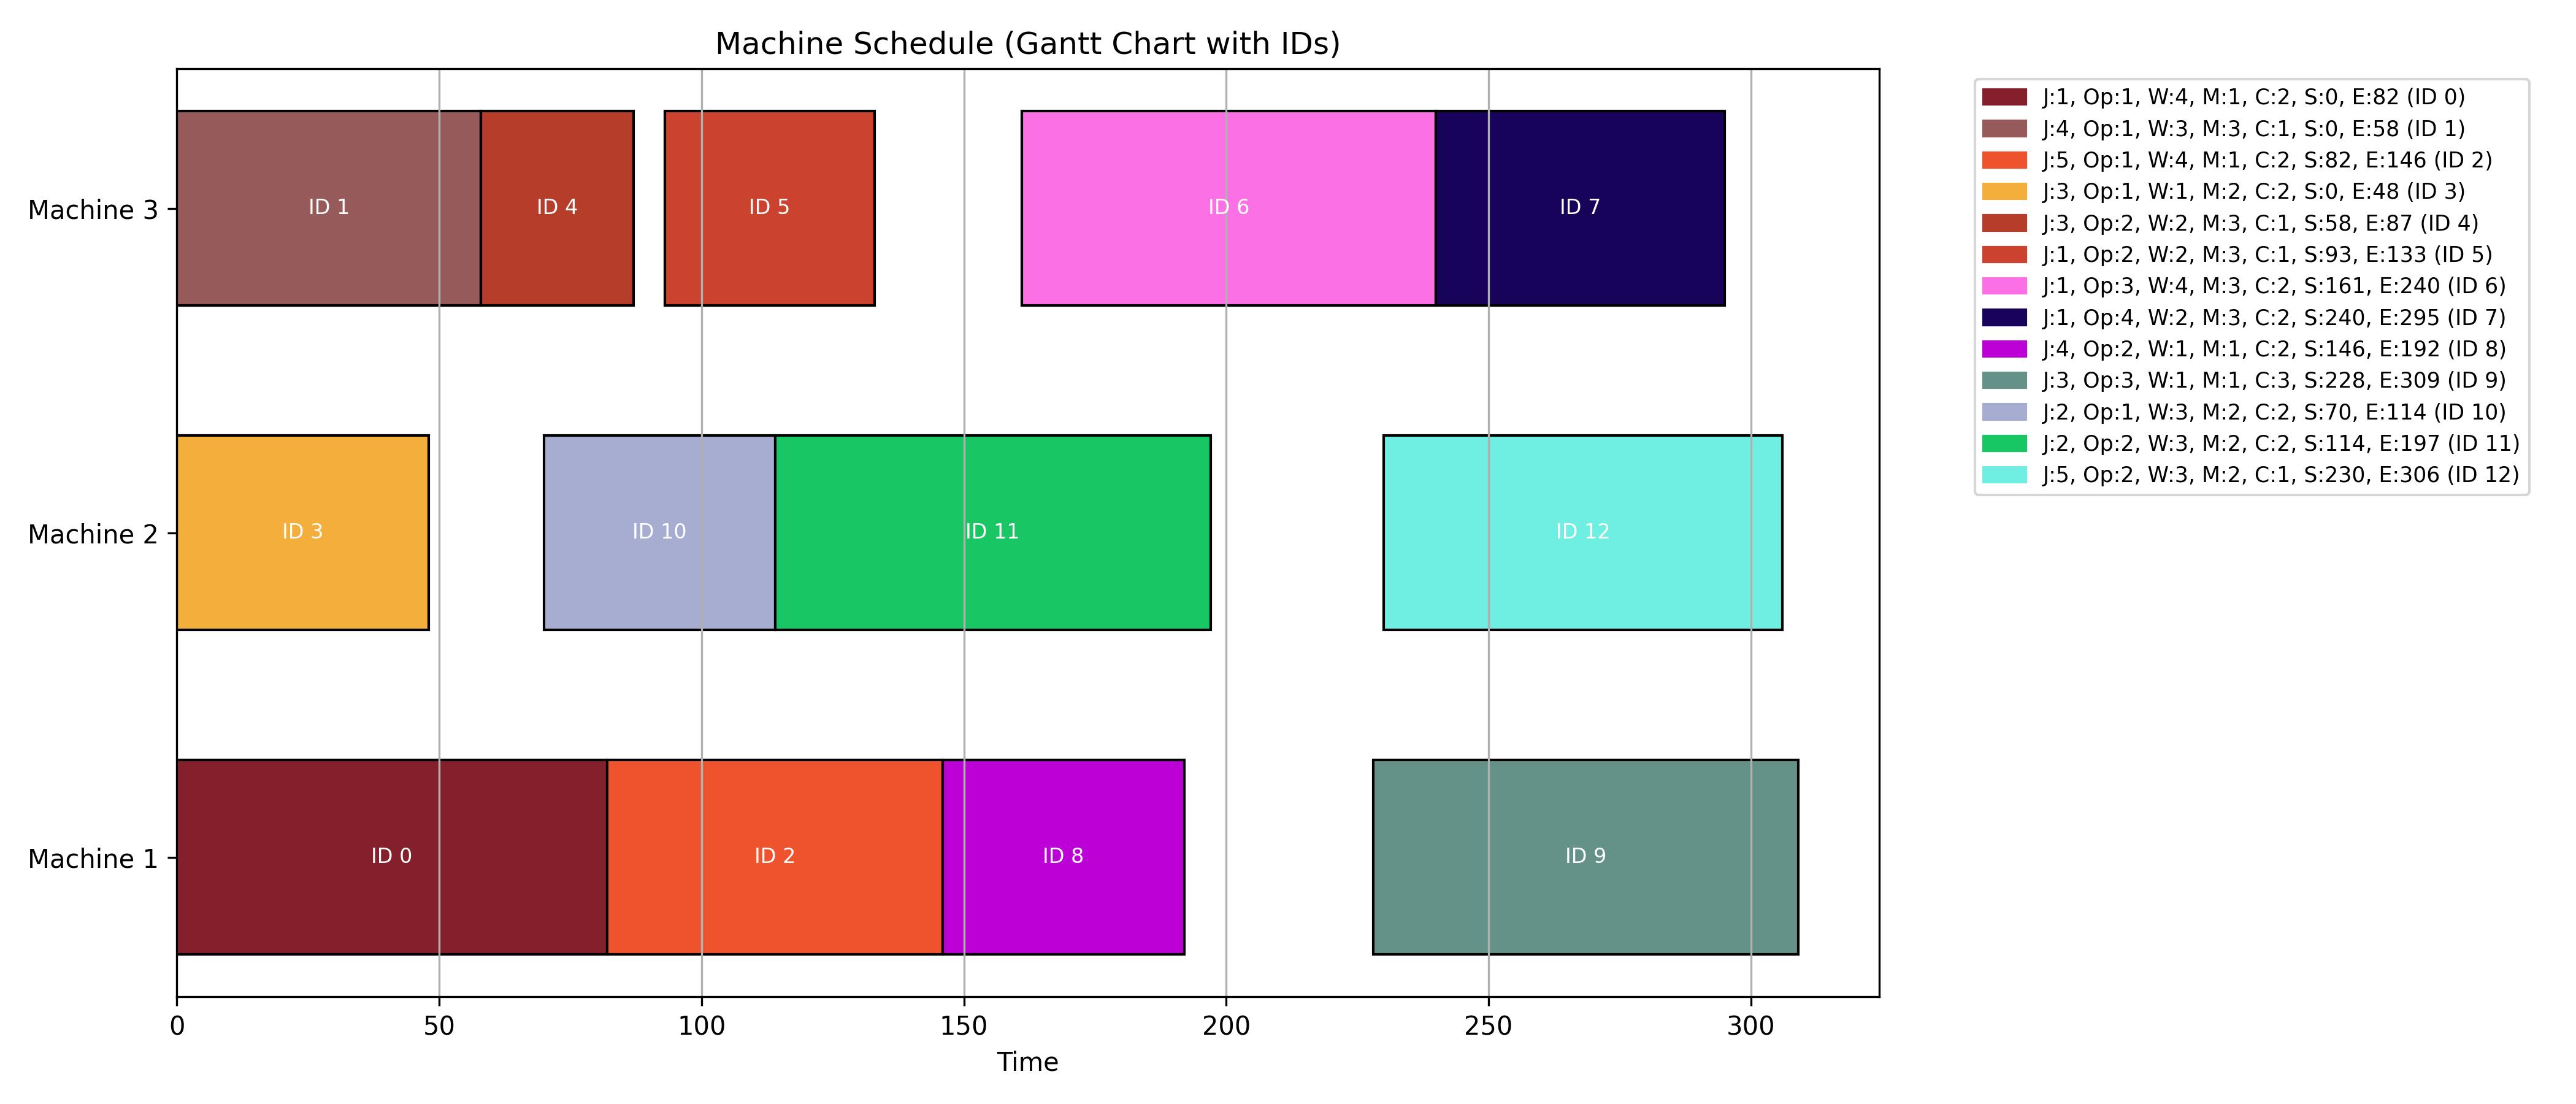 Machine Schedule (Gantt Chart with IDs)
Machine 3
ID 1
ID 4
ID 5
ID 6
ID 7
Machine 2
ID 3
ID 10
ID 11
ID 12
Machine 1
ID 0
ID 2
ID 8
ID 9
0
50
100
150
200
250
300
Time
J:1, Op:1, W:4, M:1, C:2, S:0, E:82 (ID 0)
J:4, Op:1, W:3, M:3, C:1, S:0, E:58 (ID 1)
J:5, Op:1, W:4, M:1, C:2, S:82, E:146 (ID 2)
J:3, Op:1, W:1, M:2, C:2, S:0, E:48 (ID 3)
J:3, Op:2, W:2, M:3, C:1, S:58, E:87 (ID 4)
J:1, Op:2, W:2, M:3, C:1, S:93, E:133 (ID 5)
J:1, Op:3, W:4, M:3, C:2, S:161, E:240 (ID 6)
J:1, Op:4, W:2, M:3, C:2, S:240, E:295 (ID 7)
J:4, Op:2, W:1, M:1, C:2, S:146, E:192 (ID 8)
J:3, Op:3, W:1, M:1, C:3, S:228, E:309 (ID 9)
J:2, Op:1, W:3, M:2, C:2, S:70, E:114 (ID 10)
J:2, Op:2, W:3, M:2, C:2, S:114, E:197 (ID 11)
J:5, Op:2, W:3, M:2, C:1, S:230, E:306 (ID 12)